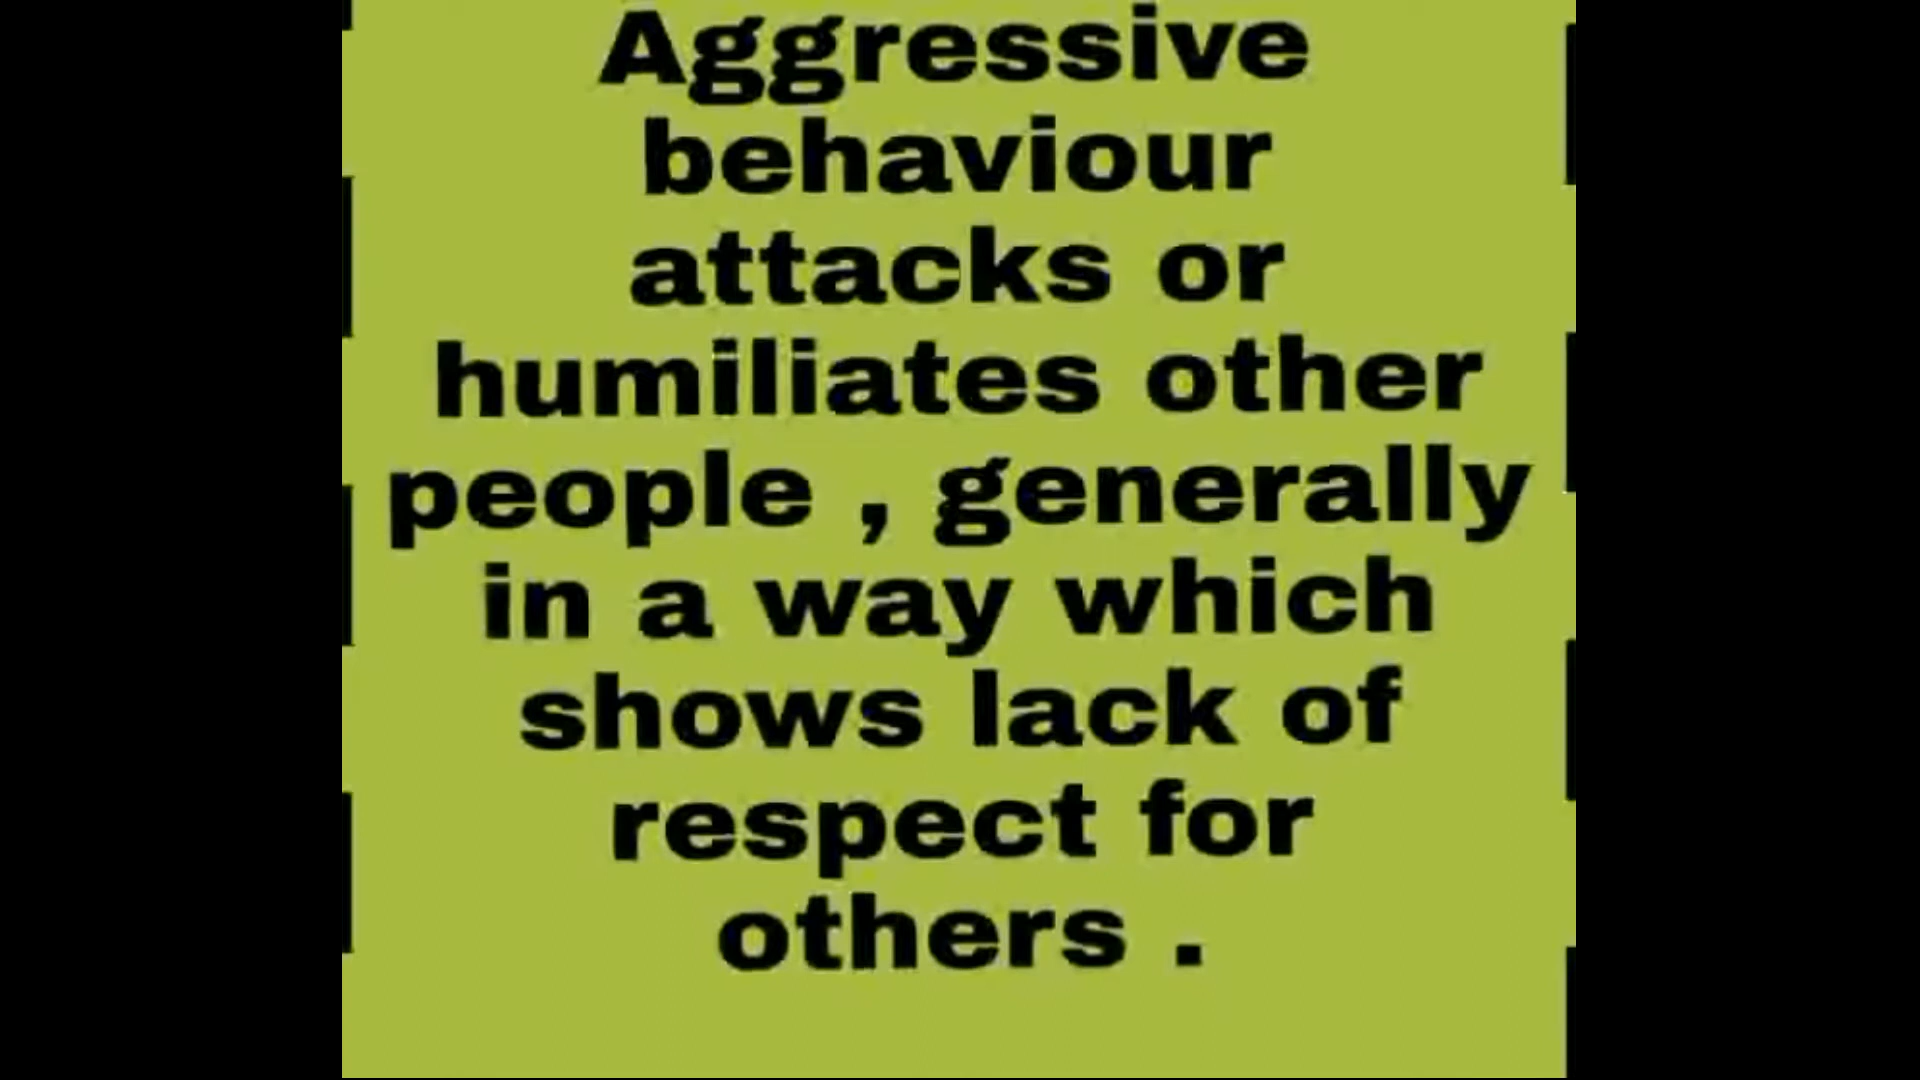 Aggressive
behaviour
attacks or
humiliates other
people , generally
in a way which
shows lack of
respect for
others .